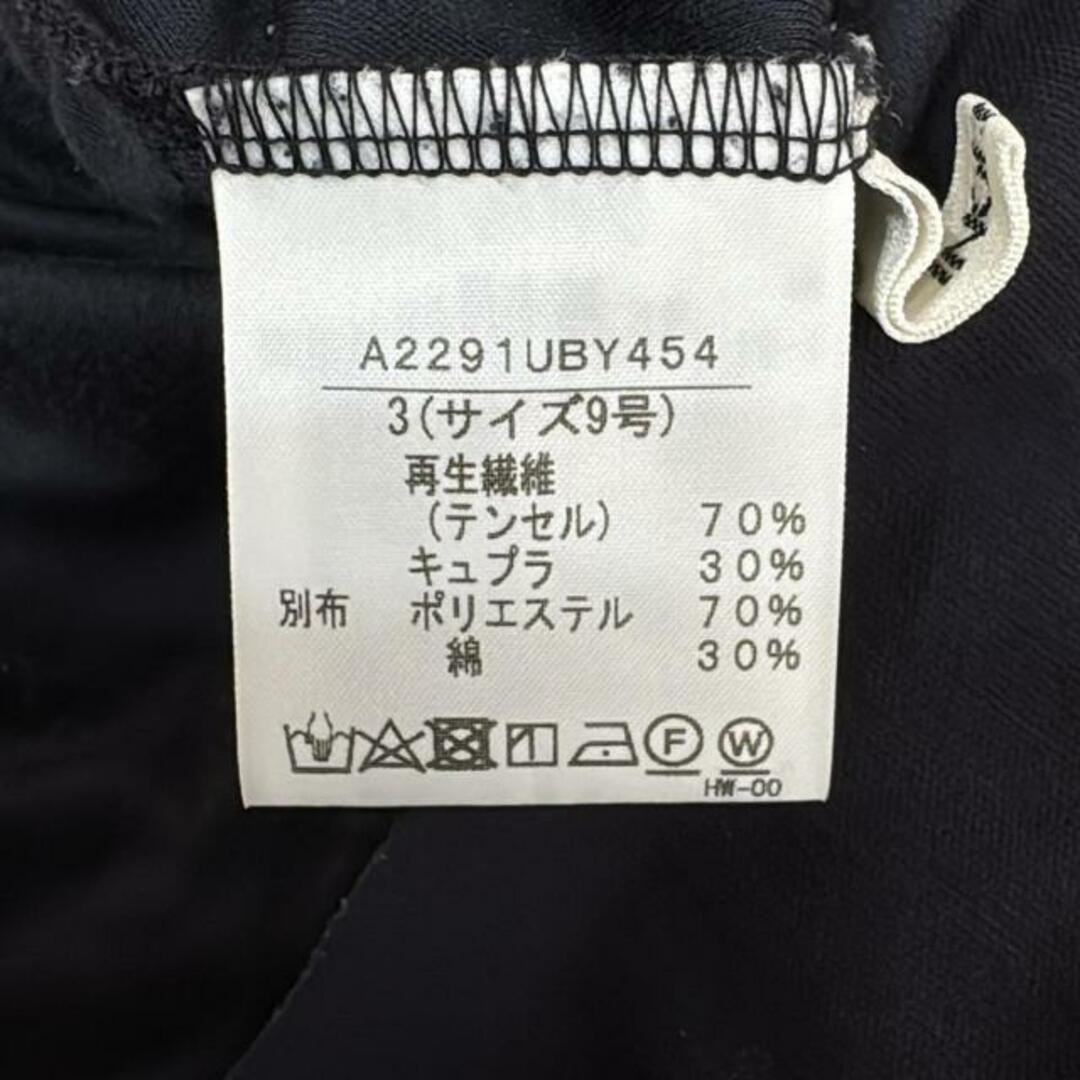 A2291UBY454
3(サイズ9号)
再生繊維
(テンセル) 70%
キュプラ 30%
別布 ポリエステル 70%
綿 30%
F W
HW-00